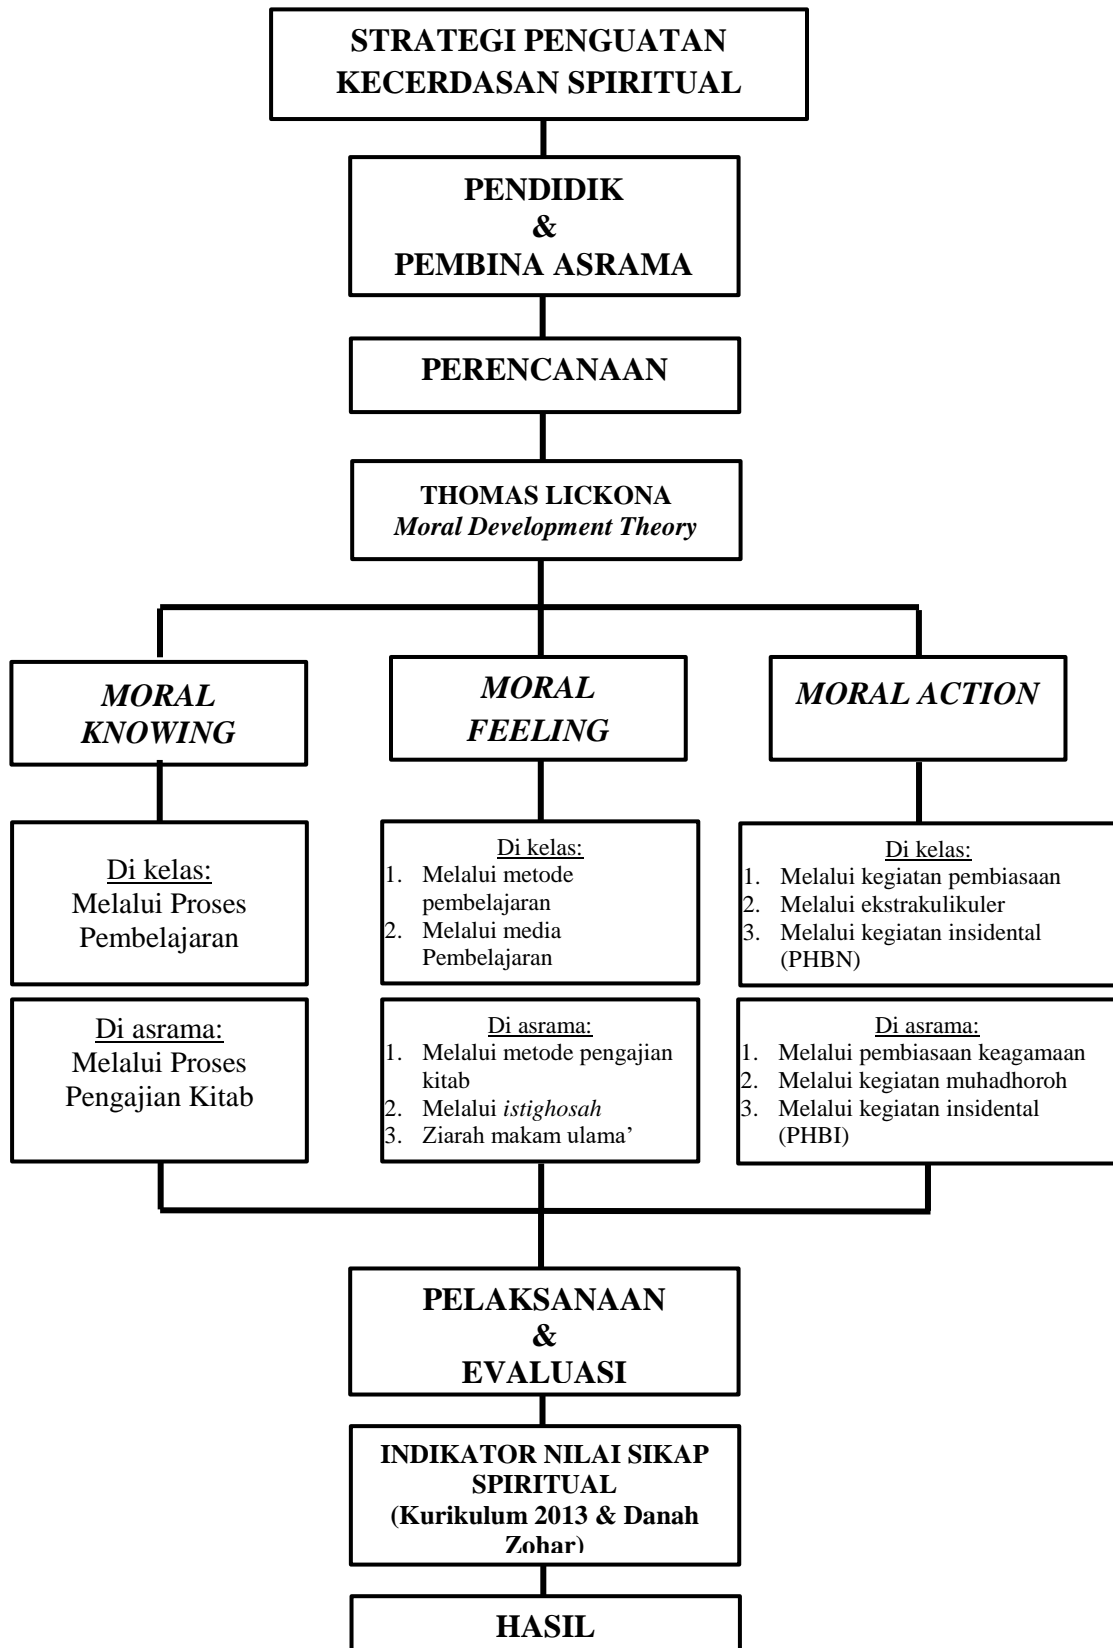 STRATEGI PENGUATAN
KECERDASAN SPIRITUAL
PENDIDIK
&
PEMBINA ASRAMA
PERENCANAAN
THOMAS LICKONA
Moral Development Theory
MORAL
KNOWING
MORAL
FEELING
MORAL ACTION
Di kelas:
Melalui Proses
Pembelajaran
Di kelas:
1. Melalui metode
pembelajaran
2. Melalui media
Pembelajaran
Di kelas:
1. Melalui kegiatan pembiasaan
2. Melalui ekstrakulikuler
3. Melalui kegiatan insidental
(PHBN)
Di asrama:
Melalui Proses
Pengajian Kitab
Di asrama:
1. Melalui metode pengajian
kitab
2. Melalui istighosah
3. Ziarah makam ulama’
Di asrama:
1. Melalui pembiasaan keagamaan
2. Melalui kegiatan muhadhoroh
3. Melalui kegiatan insidental
(PHBI)
PELAKSANAAN
&
EVALUASI
INDIKATOR NILAI SIKAP
SPIRITUAL
(Kurikulum 2013 & Danah
Zohar)
HASIL